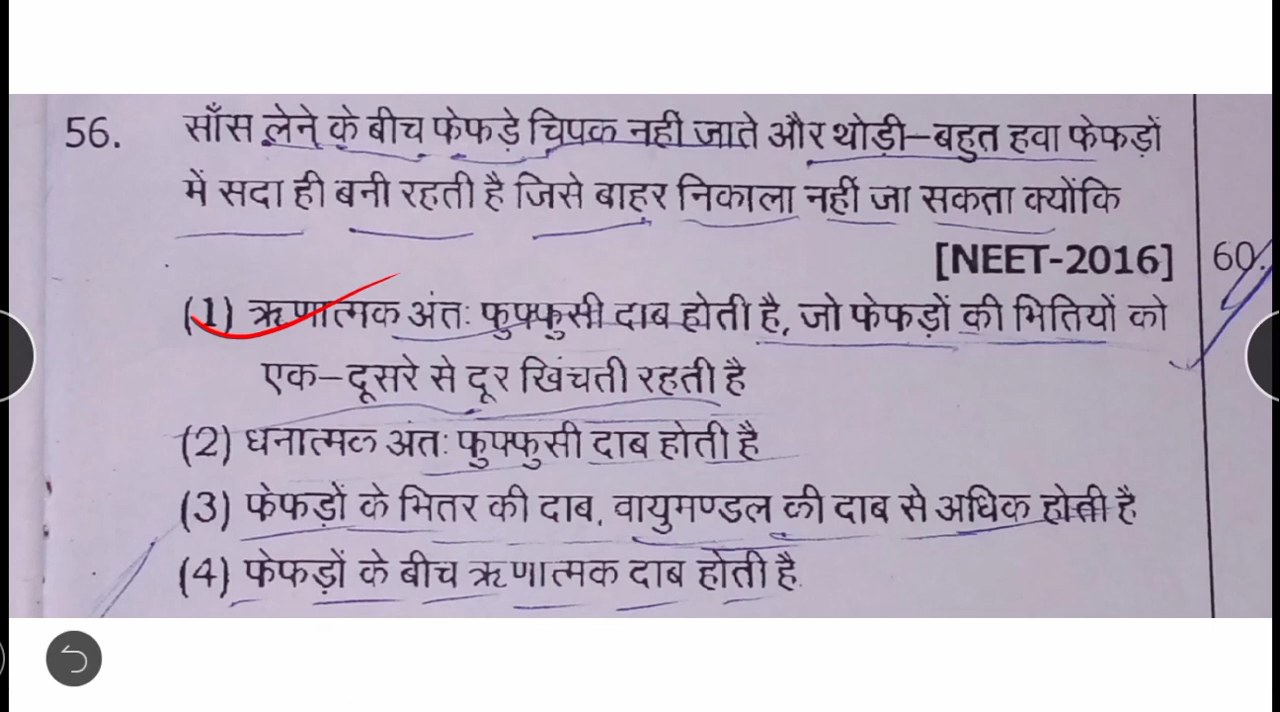 56. साँस लेने के बीच फेफड़े चिपक नहीं जाते और थोड़ी–बहुत हवा फेफड़ों
में सदा ही बनी रहती है जिसे बाहर निकाला नहीं जा सकता क्योंकि
[NEET-2016]
60.
(1) ऋणात्मक अंतः फुफ्फुसी दाब होती है, जो फेफड़ों की भितियों को
एक–दूसरे से दूर खिंचती रहती है
(2) धनात्मक अंतः फुफ्फुसी दाब होती है
(3) फेफड़ों के भितर की दाब, वायुमण्डल की दाब से अधिक होती है
(4) फेफड़ों के बीच ऋणात्मक दाब होती है